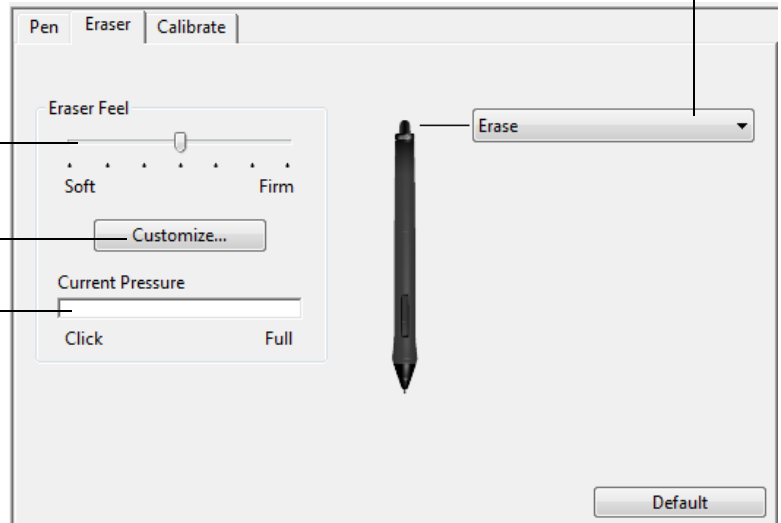 Pen Eraser Calibrate
Eraser Feel
Erase
Soft Firm
Customize...
Current Pressure
Click Full
Default